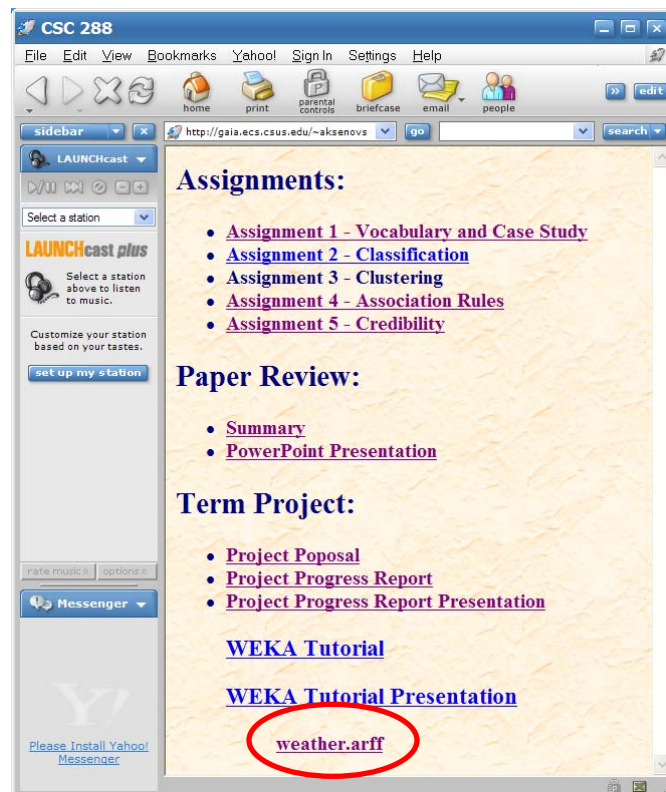 CSC 288
File Edit View Bookmarks Yahoo! Sign In Settings Help
home print parental controls briefcase email people » edit
sidebar x http://gaia.ecs.csus.edu/~aksenovs go search
LAUNCHcast
Select a station
LAUNCHcast plus
Select a station
above to listen
to music.
Customize your station
based on your tastes.
set up my station
rate music options
Messenger
Y!
Please Install Yahoo!
Messenger
Assignments:
• Assignment 1 - Vocabulary and Case Study
• Assignment 2 - Classification
• Assignment 3 - Clustering
• Assignment 4 - Association Rules
• Assignment 5 - Credibility
Paper Review:
• Summary
• PowerPoint Presentation
Term Project:
• Project Poposal
• Project Progress Report
• Project Progress Report Presentation
WEKA Tutorial
WEKA Tutorial Presentation
weather.arff